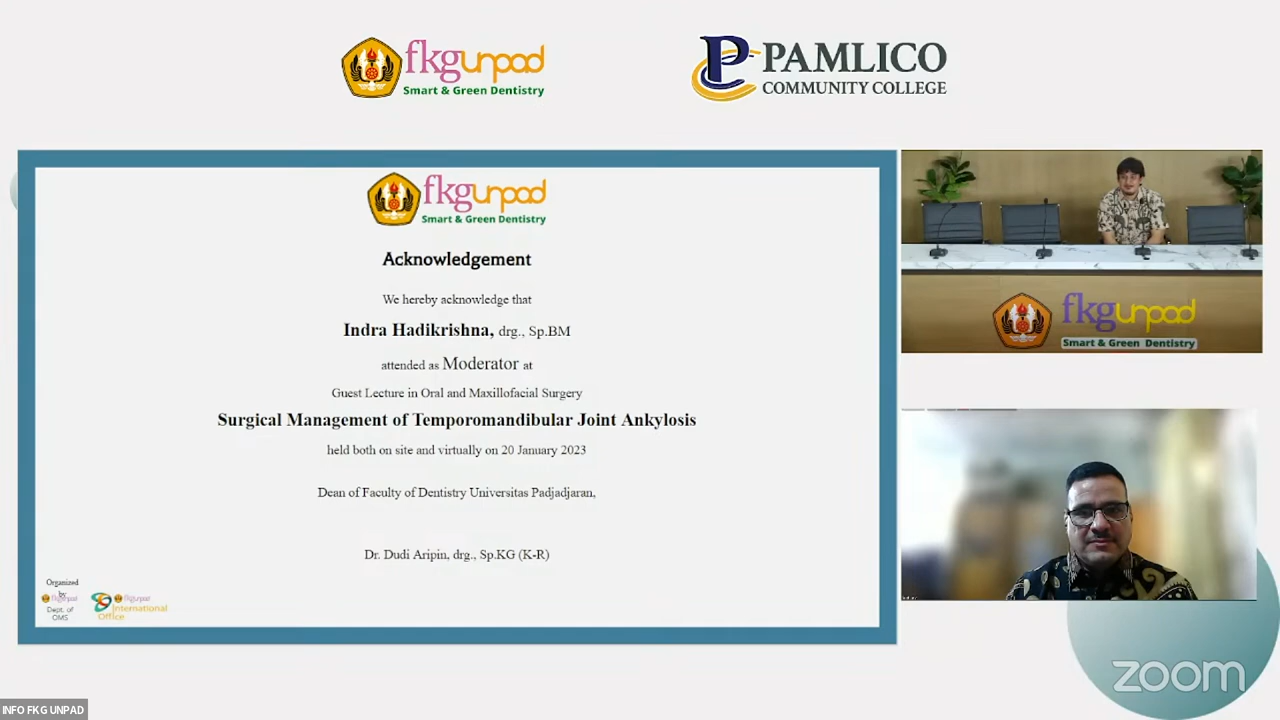 fkgunpad
Smart & Green Dentistry
PAMLICO
COMMUNITY COLLEGE
fkgunpad
Smart & Green Dentistry
Acknowledgement
We hereby acknowledge that
Indra Hadikrishna, drg., Sp.BM
attended as Moderator at
Guest Lecture in Oral and Maxillofacial Surgery
Surgical Management of Temporomandibular Joint Ankylosis
held both on site and virtually on 20 January 2023
Dean of Faculty of Dentistry Universitas Padjadjaran,
Dr. Dudi Aripin, drg., Sp.KG (K-R)
Organized
by
fkgunpad
Dept. of
OMS
fkgunpad
International
Office
fkgunpad
Smart & Green Dentistry
zoom
INFO FKG UNPAD